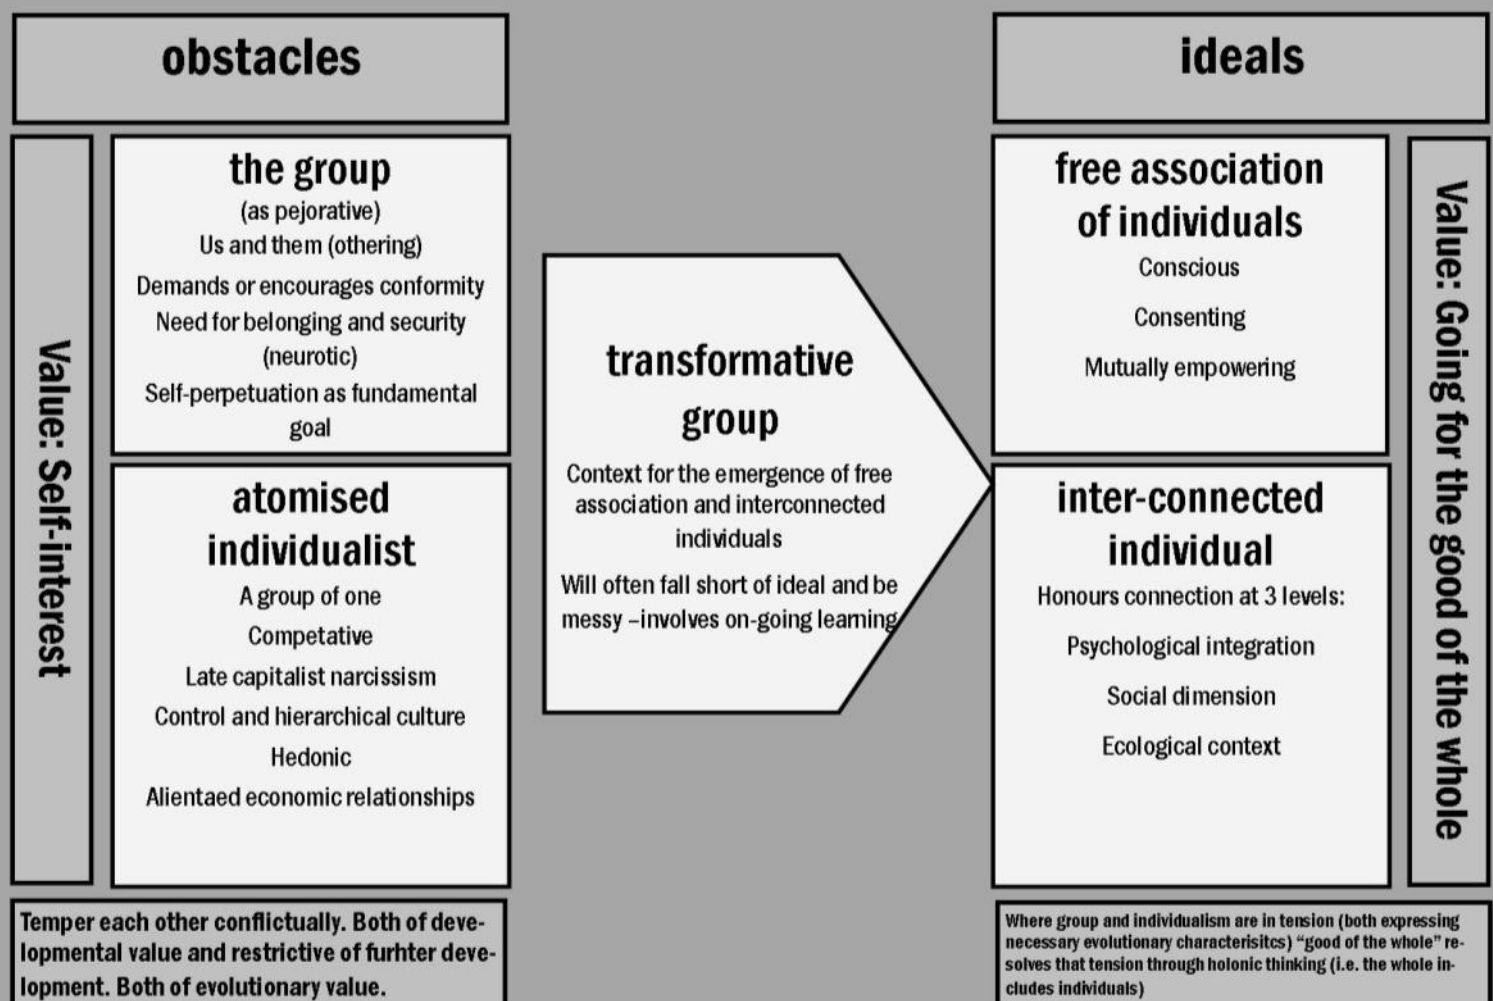 obstacles
Value: Self-interest
the group
(as pejorative)
Us and them (othering)
Demands or encourages conformity
Need for belonging and security
(neurotic)
Self-perpetuation as fundamental
goal
atomised
individualist
A group of one
Competative
Late capitalist narcissism
Control and hierarchical culture
Hedonic
Alientaed economic relationships
Temper each other conflictually. Both of deve-
lopmental value and restrictive of furhter deve-
lopment. Both of evolutionary value.
transformative
group
Context for the emergence of free
association and interconnected
individuals
Will often fall short of ideal and be
messy –involves on-going learning
ideals
free association
of individuals
Conscious
Consenting
Mutually empowering
inter-connected
individual
Honours connection at 3 levels:
Psychological integration
Social dimension
Ecological context
Value: Going for the good of the whole
Where group and individualism are in tension (both expressing
necessary evolutionary characterisitcs) “good of the whole” re-
solves that tension through holonic thinking (i.e. the whole in-
cludes individuals)